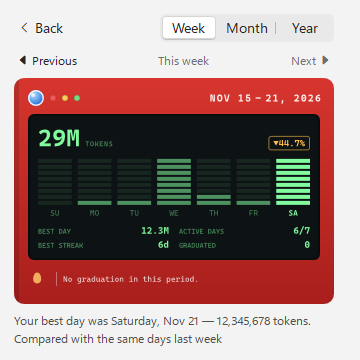 Back
Week Month Year
Previous This week Next
NOV 15–21, 2026
29M TOKENS ▼44.7%
SU MO TU WE TH FR SA
BEST DAY 12.3M ACTIVE DAYS 6/7
BEST STREAK 6d GRADUATED 0
No graduation in this period.
Your best day was Saturday, Nov 21 — 12,345,678 tokens.
Compared with the same days last week